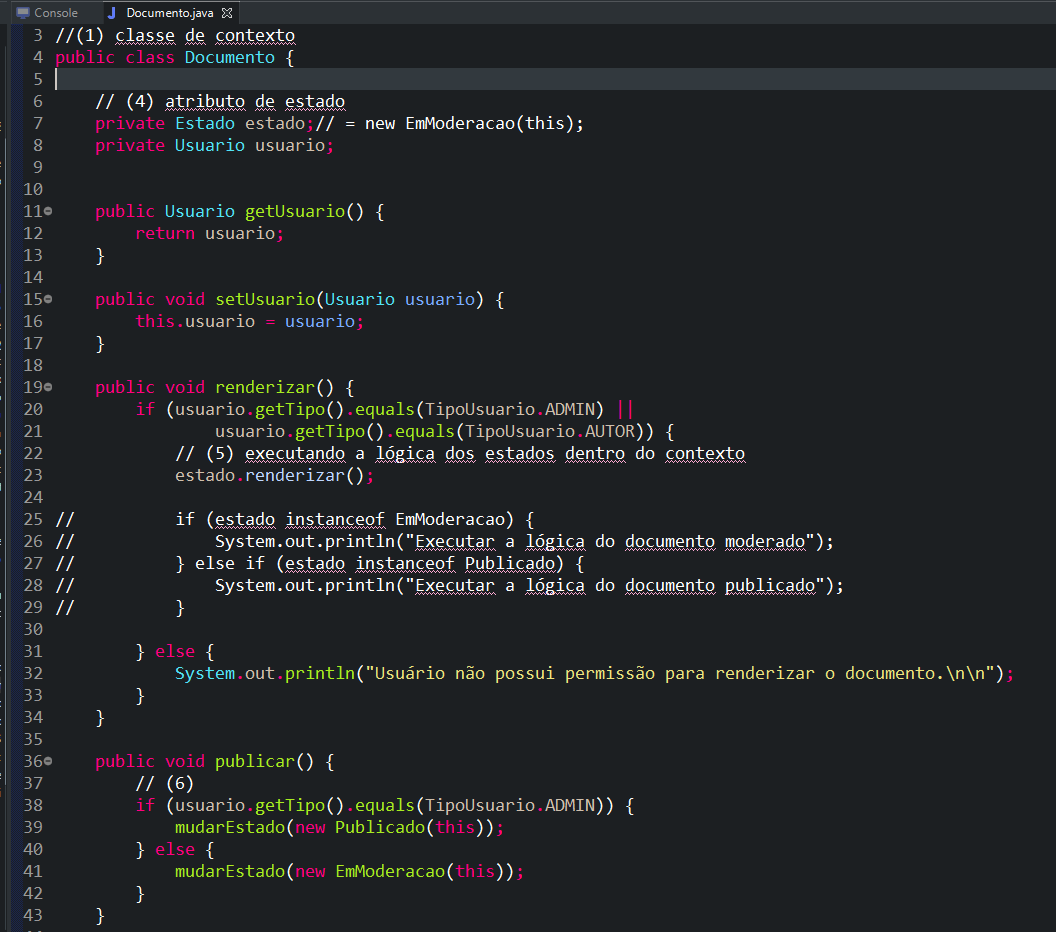 Console Documento.java
3 //(1) classe de contexto
4 public class Documento {
5
6 // (4) atributo de estado
7 private Estado estado;// = new EmModeracao(this);
8 private Usuario usuario;
9
10
11 public Usuario getUsuario() {
12 return usuario;
13 }
14
15 public void setUsuario(Usuario usuario) {
16 this.usuario = usuario;
17 }
18
19 public void renderizar() {
20 if (usuario.getTipo().equals(TipoUsuario.ADMIN) ||
21 usuario.getTipo().equals(TipoUsuario.AUTOR)) {
22 // (5) executando a lógica dos estados dentro do contexto
23 estado.renderizar();
24
25 // if (estado instanceof EmModeracao) {
26 // System.out.println("Executar a lógica do documento moderado");
27 // } else if (estado instanceof Publicado) {
28 // System.out.println("Executar a lógica do documento publicado");
29 // }
30
31 } else {
32 System.out.println("Usuário não possui permissão para renderizar o documento.\n\n");
33 }
34 }
35
36 public void publicar() {
37 // (6)
38 if (usuario.getTipo().equals(TipoUsuario.ADMIN)) {
39 mudarEstado(new Publicado(this));
40 } else {
41 mudarEstado(new EmModeracao(this));
42 }
43 }